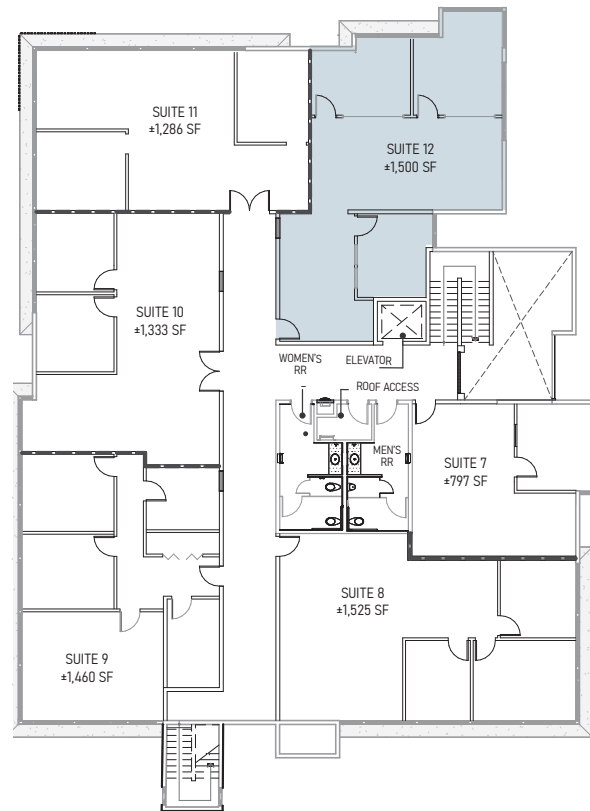 SUITE 11
±1,286 SF
SUITE 12
±1,500 SF
SUITE 10
±1,333 SF
WOMEN'S
RR
ELEVATOR
ROOF ACCESS
MEN'S
RR
SUITE 7
±797 SF
SUITE 8
±1,525 SF
SUITE 9
±1,460 SF